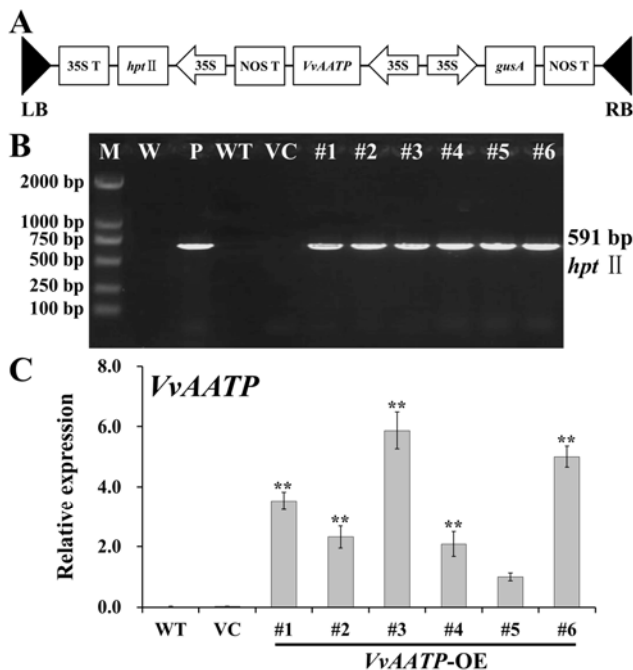 A
35S T hpt II 35S NOS T VvAATP 35S 35S gusA NOS T
LB RB
B
M W P WT VC #1 #2 #3 #4 #5 #6
2000 bp
1000 bp
750 bp
500 bp
250 bp
100 bp
591 bp
hpt II
C
VvAATP
Relative expression
8.0
6.0
4.0
2.0
0.0
** ** ** ** **
WT VC #1 #2 #3 #4 #5 #6
VvAATP-OE